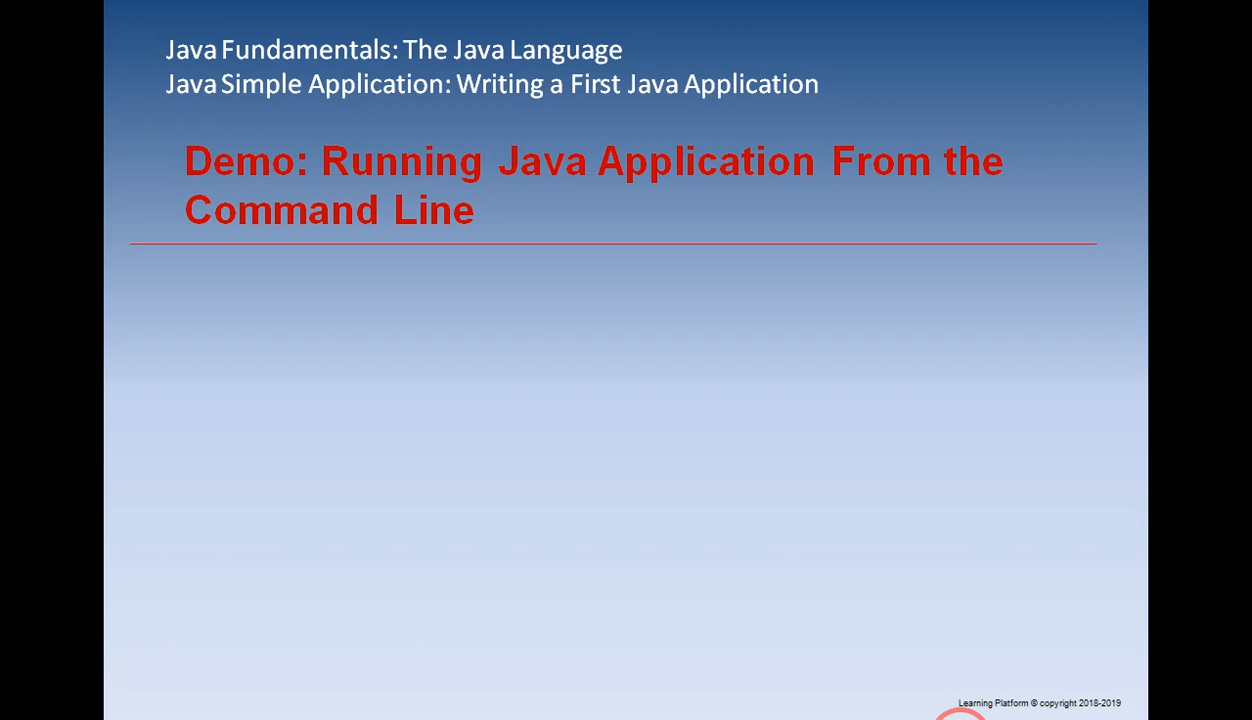 Java Fundamentals: The Java Language
Java Simple Application: Writing a First Java Application
Demo: Running Java Application From the
Command Line
Learning Platform © copyright 2018-2019